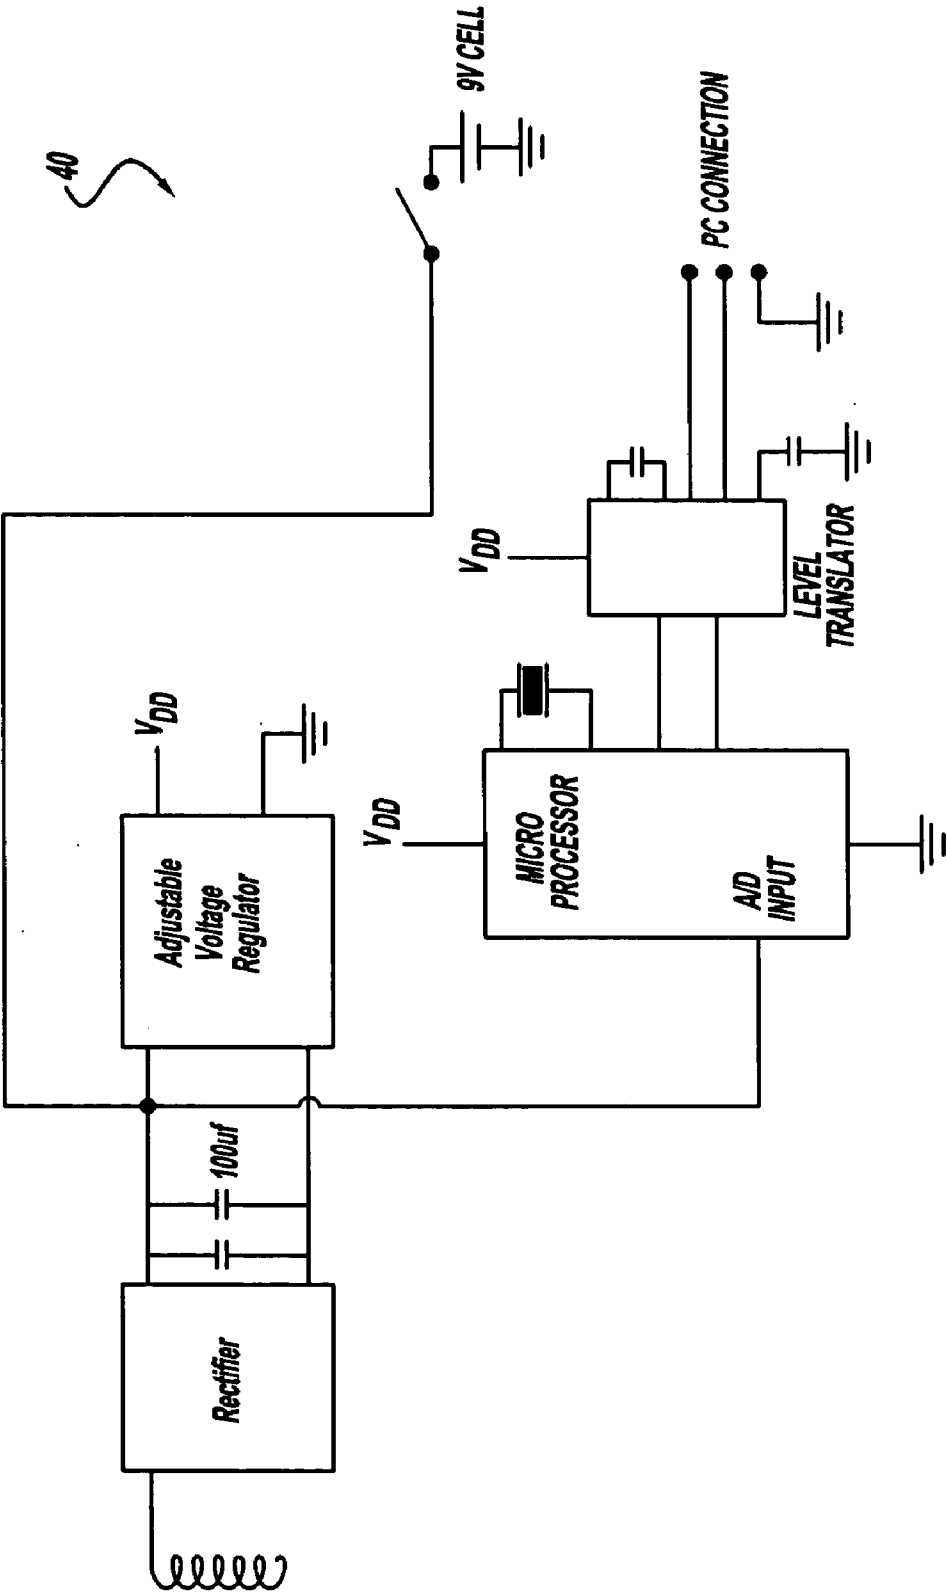 40
9V CELL
PC CONNECTION
VDD
LEVEL
TRANSLATOR
VDD
Adjustable
Voltage
Regulator
VDD
MICRO
PROCESSOR
A/D
INPUT
100uf
Rectifier